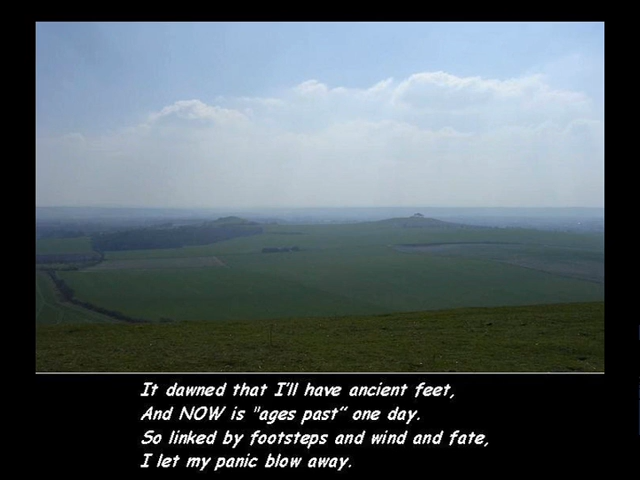 It dawned that I'll have ancient feet,
And NOW is "ages past” one day.
So linked by footsteps and wind and fate,
I let my panic blow away.